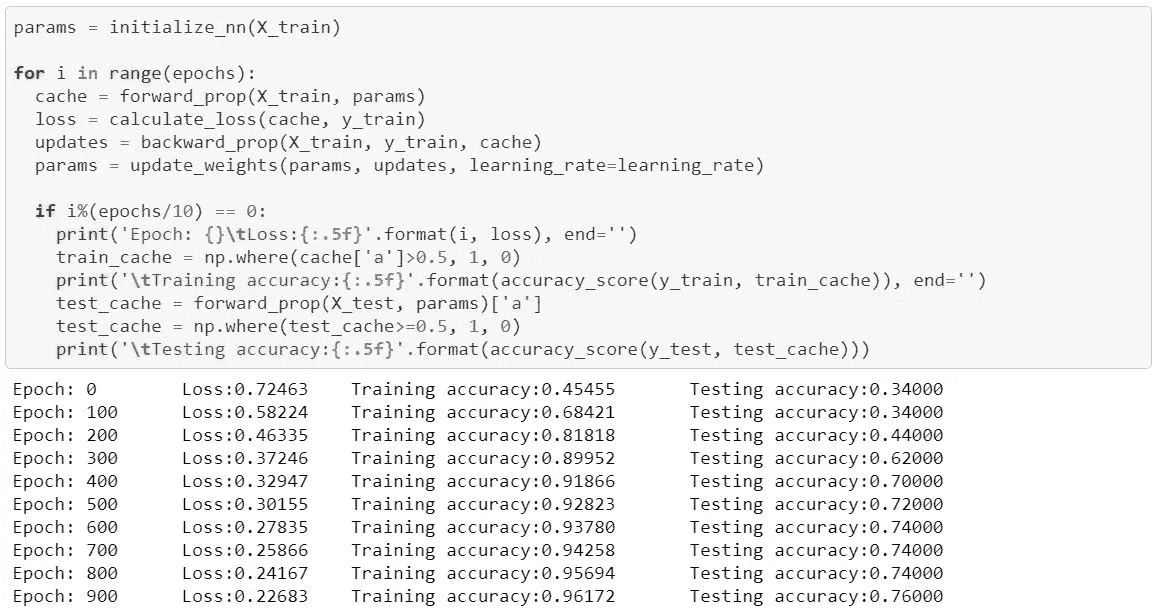 params = initialize_nn(X_train)
for i in range(epochs):
  cache = forward_prop(X_train, params)
  loss = calculate_loss(cache, y_train)
  updates = backward_prop(X_train, y_train, cache)
  params = update_weights(params, updates, learning_rate=learning_rate)
  if i%(epochs/10) == 0:
    print('Epoch: {}\tLoss:{:.5f}'.format(i, loss), end='')
    train_cache = np.where(cache['a']>0.5, 1, 0)
    print('\tTraining accuracy:{:.5f}'.format(accuracy_score(y_train, train_cache)), end='')
    test_cache = forward_prop(X_test, params)['a']
    test_cache = np.where(test_cache>=0.5, 1, 0)
    print('\tTesting accuracy:{:.5f}'.format(accuracy_score(y_test, test_cache)))
Epoch: 0 Loss:0.72463 Training accuracy:0.45455 Testing accuracy:0.34000
Epoch: 100 Loss:0.58224 Training accuracy:0.68421 Testing accuracy:0.34000
Epoch: 200 Loss:0.46335 Training accuracy:0.81818 Testing accuracy:0.44000
Epoch: 300 Loss:0.37246 Training accuracy:0.89952 Testing accuracy:0.62000
Epoch: 400 Loss:0.32947 Training accuracy:0.91866 Testing accuracy:0.70000
Epoch: 500 Loss:0.30155 Training accuracy:0.92823 Testing accuracy:0.72000
Epoch: 600 Loss:0.27835 Training accuracy:0.93780 Testing accuracy:0.74000
Epoch: 700 Loss:0.25866 Training accuracy:0.94258 Testing accuracy:0.74000
Epoch: 800 Loss:0.24167 Training accuracy:0.95694 Testing accuracy:0.74000
Epoch: 900 Loss:0.22683 Training accuracy:0.96172 Testing accuracy:0.76000